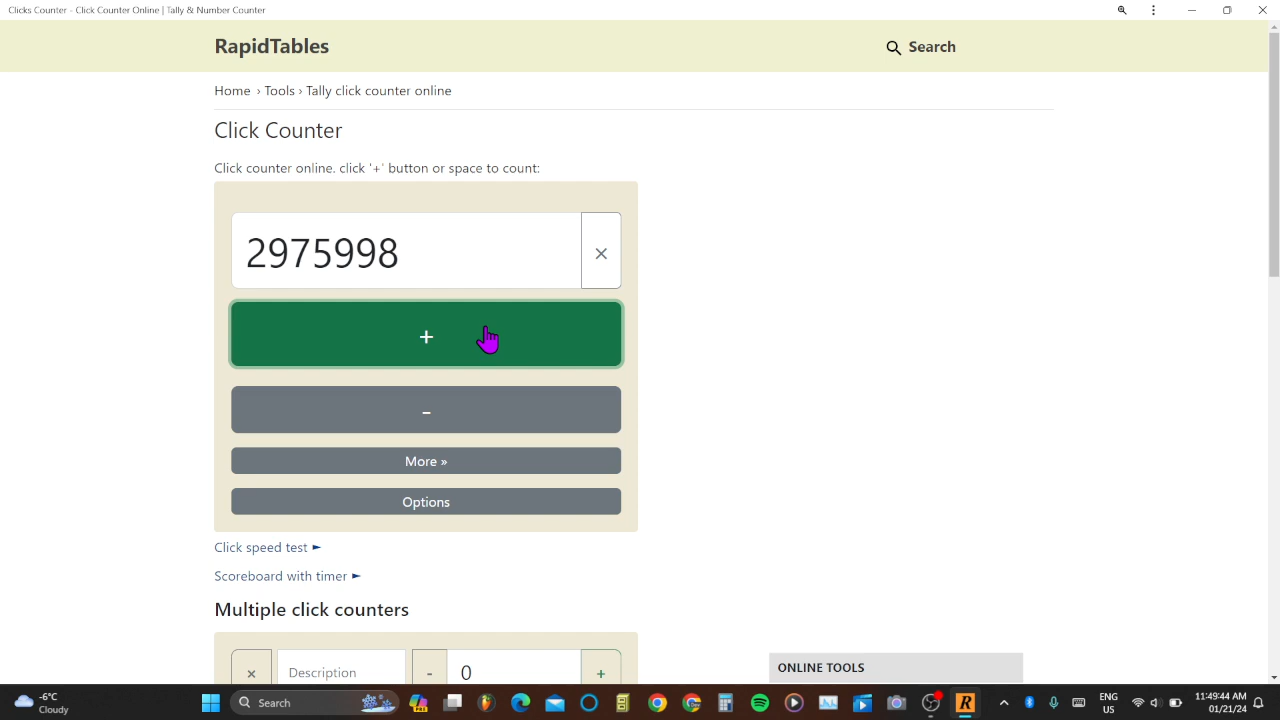 Clicks Counter - Click Counter Online | Tally & Number Counter
RapidTables
Search
Home › Tools › Tally click counter online
Click Counter
Click counter online. click '+' button or space to count:
2975998
×
+
-
More »
Options
Click speed test ►
Scoreboard with timer ►
Multiple click counters
× Description - 0 +
ONLINE TOOLS
-6°C
Cloudy
Search
PRE
ENG
US
11:49:44 AM
01/21/24